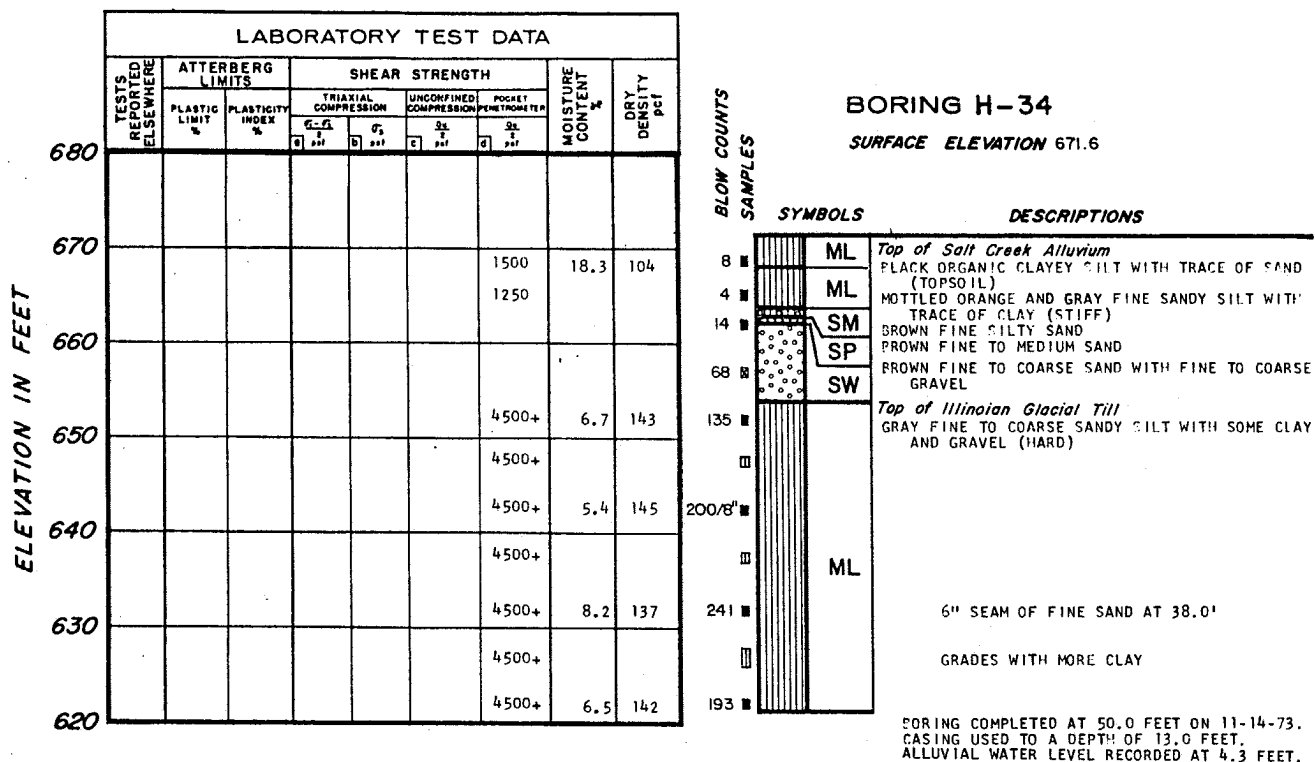 LABORATORY TEST DATA
TESTS REPORTED ELSEWHERE
ATTERBERG LIMITS
PLASTIC LIMIT %
PLASTICITY INDEX %
SHEAR STRENGTH
TRIAXIAL COMPRESSION
UNCONFINED COMPRESSION
POCKET PENETROMETER
a psf
b σ3 psf
c Qu/2 psf
d Qu/2 psf
MOISTURE CONTENT %
DRY DENSITY pcf
ELEVATION IN FEET
680
670
660
650
640
630
620
1500 18.3 104
1250
4500+ 6.7 143
4500+
4500+ 5.4 145
4500+
4500+ 8.2 137
4500+
4500+ 6.5 142
BORING H-34
SURFACE ELEVATION 671.6
BLOW COUNTS
SAMPLES
SYMBOLS
DESCRIPTIONS
8
4
14
68
135
200/8"
241
193
ML
ML
SM
SP
SW
ML
Top of Salt Creek Alluvium
BLACK ORGANIC CLAYEY SILT WITH TRACE OF SAND
(TOPSOIL)
MOTTLED ORANGE AND GRAY FINE SANDY SILT WITH
TRACE OF CLAY (STIFF)
BROWN FINE SILTY SAND
BROWN FINE TO MEDIUM SAND
BROWN FINE TO COARSE SAND WITH FINE TO COARSE
GRAVEL
Top of Illinoian Glacial Till
GRAY FINE TO COARSE SANDY SILT WITH SOME CLAY
AND GRAVEL (HARD)
6" SEAM OF FINE SAND AT 38.0'
GRADES WITH MORE CLAY
BORING COMPLETED AT 50.0 FEET ON 11-14-73.
CASING USED TO A DEPTH OF 13.0 FEET.
ALLUVIAL WATER LEVEL RECORDED AT 4.3 FEET.